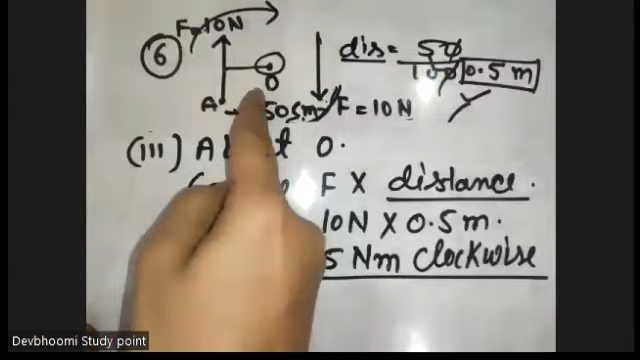 F=10N
6
dis = 50
100
0.5 m
O
A
50cm
F = 10N
(iii) A t O.
F X distance.
10N X 0.5 m.
5 Nm clockwise
Devbhoomi Study point